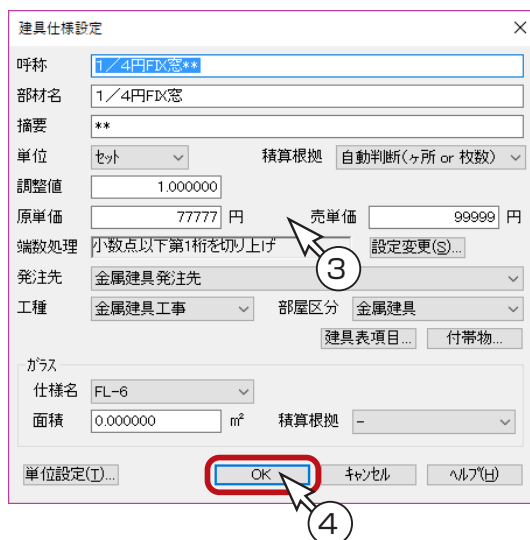 建具仕様設定
呼称 1／4円FIX窓**
部材名 1／4円FIX窓
摘要 **
単位 ｾｯﾄ 積算根拠 自動判断(ヶ所 or 枚数)
調整値 1.000000
原単価 77777 円 売単価 99999 円
端数処理 小数点以下第1桁を切り上げ 設定変更(S)...
③
発注先 金属建具発注先
工種 金属建具工事 部屋区分 金属建具
建具表項目... 付帯物...
ｶﾞﾗｽ
仕様名 FL-6
面積 0.000000 m² 積算根拠 -
単位設定(T)... OK ｷｬﾝｾﾙ ﾍﾙﾌﾟ(H)
④